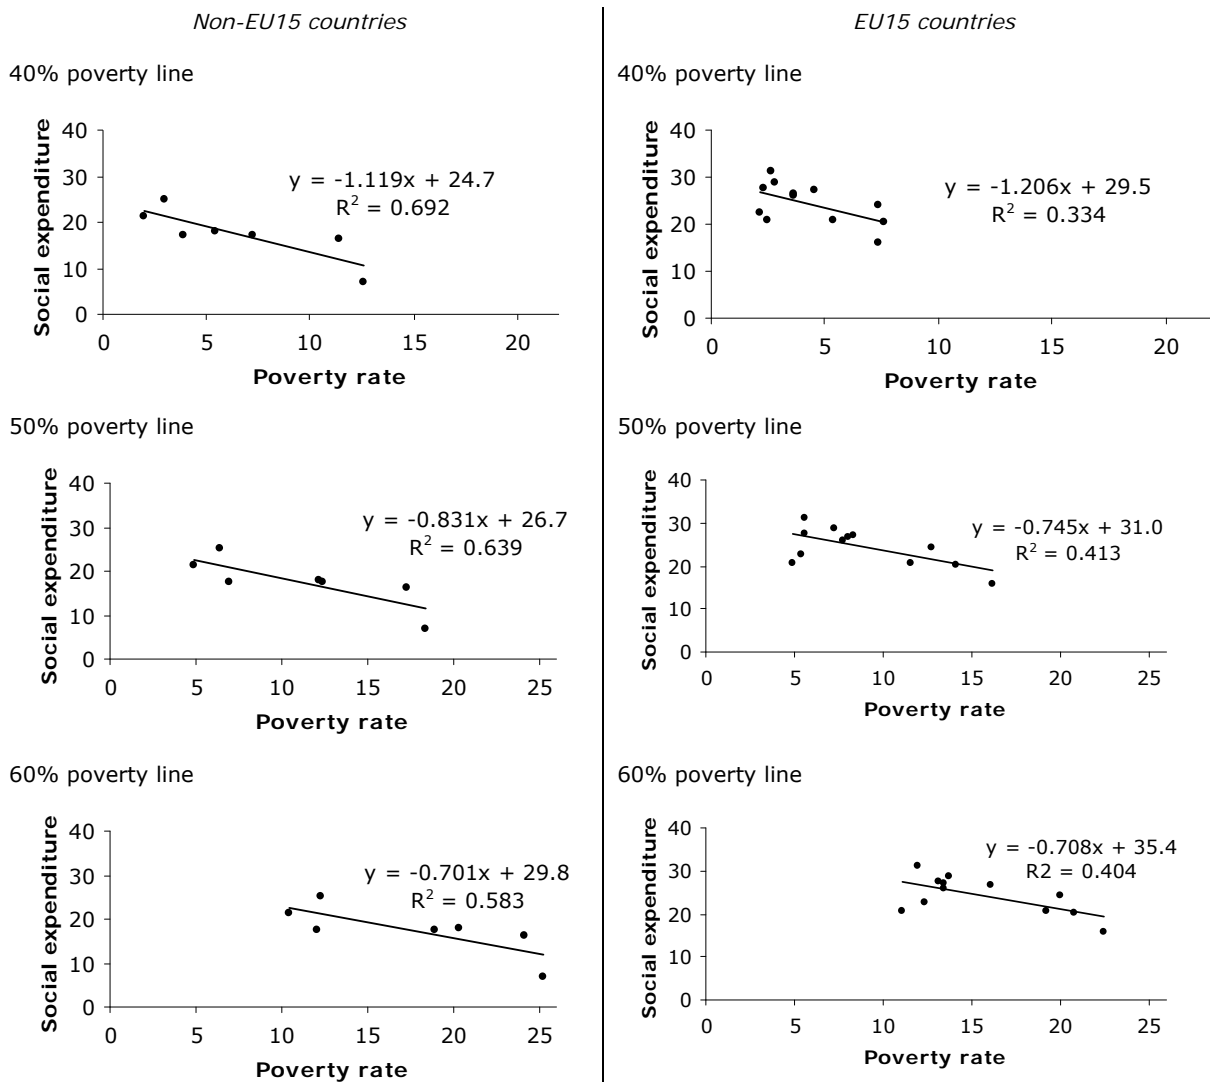 Non-EU15 countries
EU15 countries
40% poverty line
40% poverty line
Social expenditure
40
30
20
10
0
y = -1.119x + 24.7
R² = 0.692
0 5 10 15 20
Poverty rate
Social expenditure
40
30
20
10
0
y = -1.206x + 29.5
R² = 0.334
0 5 10 15 20
Poverty rate
50% poverty line
50% poverty line
Social expenditure
40
30
20
10
0
y = -0.831x + 26.7
R² = 0.639
0 5 10 15 20 25
Poverty rate
Social expenditure
40
30
20
10
0
y = -0.745x + 31.0
R² = 0.413
0 5 10 15 20 25
Poverty rate
60% poverty line
60% poverty line
Social expenditure
40
30
20
10
0
y = -0.701x + 29.8
R² = 0.583
0 5 10 15 20 25
Poverty rate
Social expenditure
40
30
20
10
0
y = -0.708x + 35.4
R2 = 0.404
0 5 10 15 20 25
Poverty rate